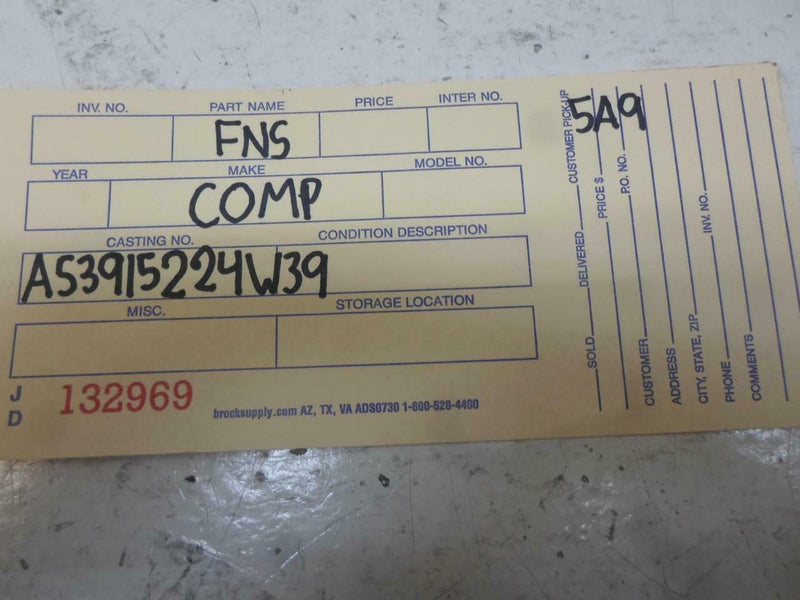 INV. NO. PART NAME PRICE INTER NO.
FNS
YEAR MAKE MODEL NO.
COMP
CASTING NO. CONDITION DESCRIPTION
A53915224W39
MISC. STORAGE LOCATION
J D 132969
brocksupply.com AZ, TX, VA ADS0730 1-800-528-4400
5A9
SOLD DELIVERED CUSTOMER PICK-UP
PRICE $
P.O. NO.
CUSTOMER
ADDRESS
CITY, STATE, ZIP INV. NO.
PHONE
COMMENTS